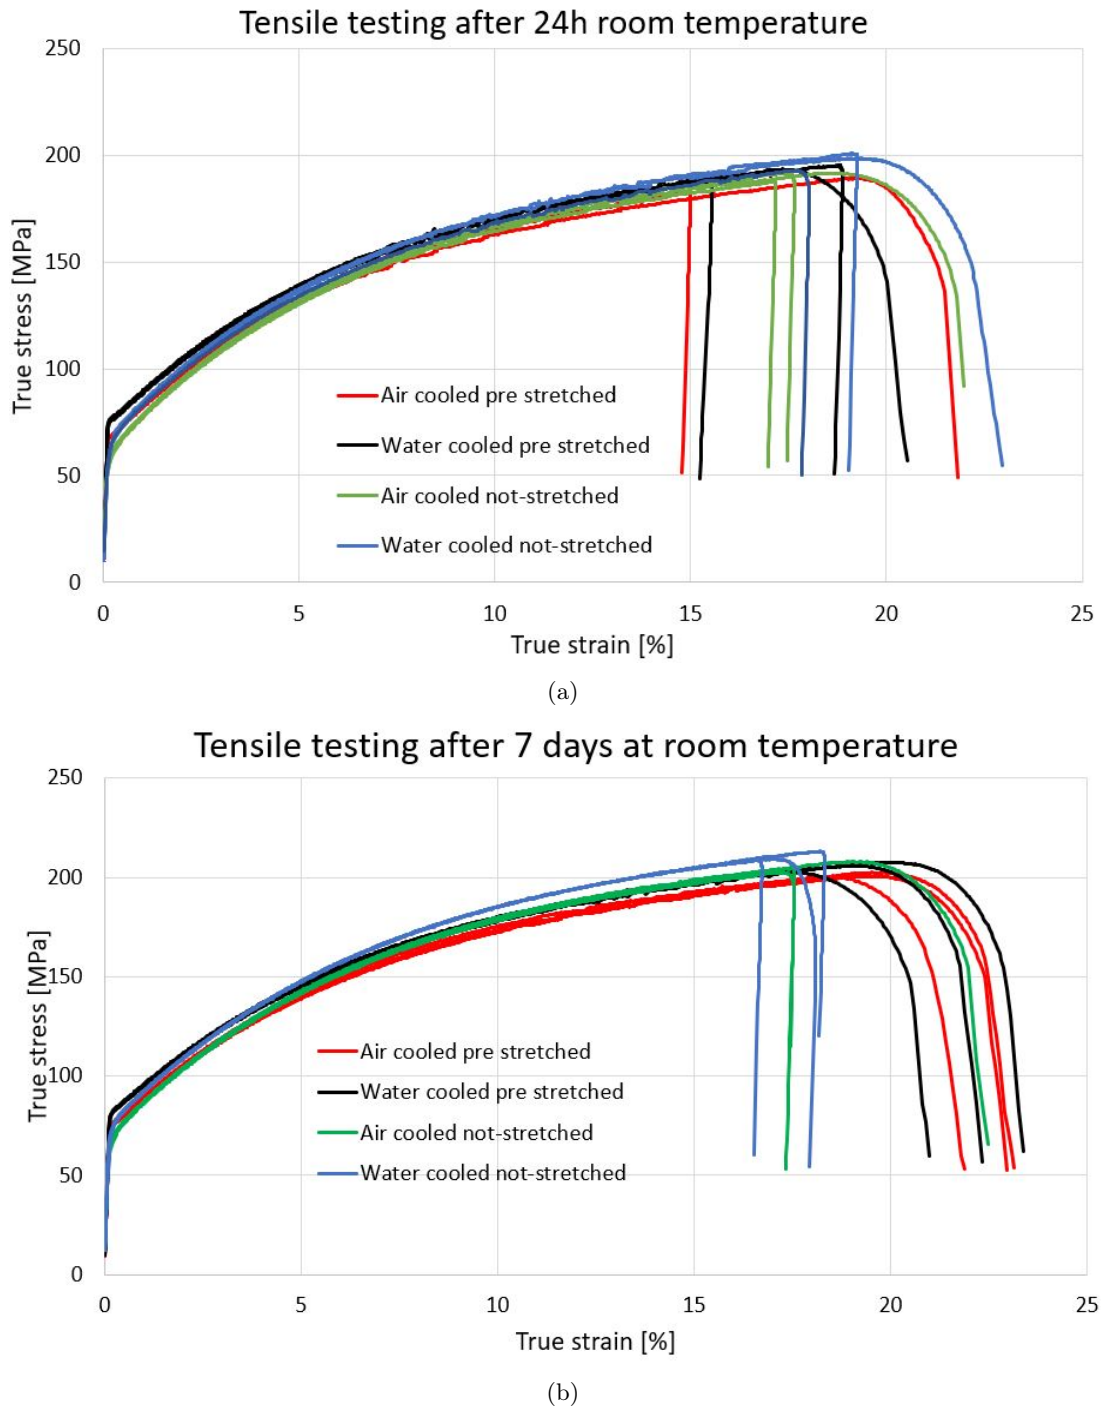 Tensile testing after 24h room temperature
250
200
150
100
50
0
True stress [MPa]
Air cooled pre stretched
Water cooled pre stretched
Air cooled not-stretched
Water cooled not-stretched
0 5 10 15 20 25
True strain [%]
(a)
Tensile testing after 7 days at room temperature
250
200
150
100
50
0
True stress [MPa]
Air cooled pre stretched
Water cooled pre stretched
Air cooled not-stretched
Water cooled not-stretched
0 5 10 15 20 25
True strain [%]
(b)